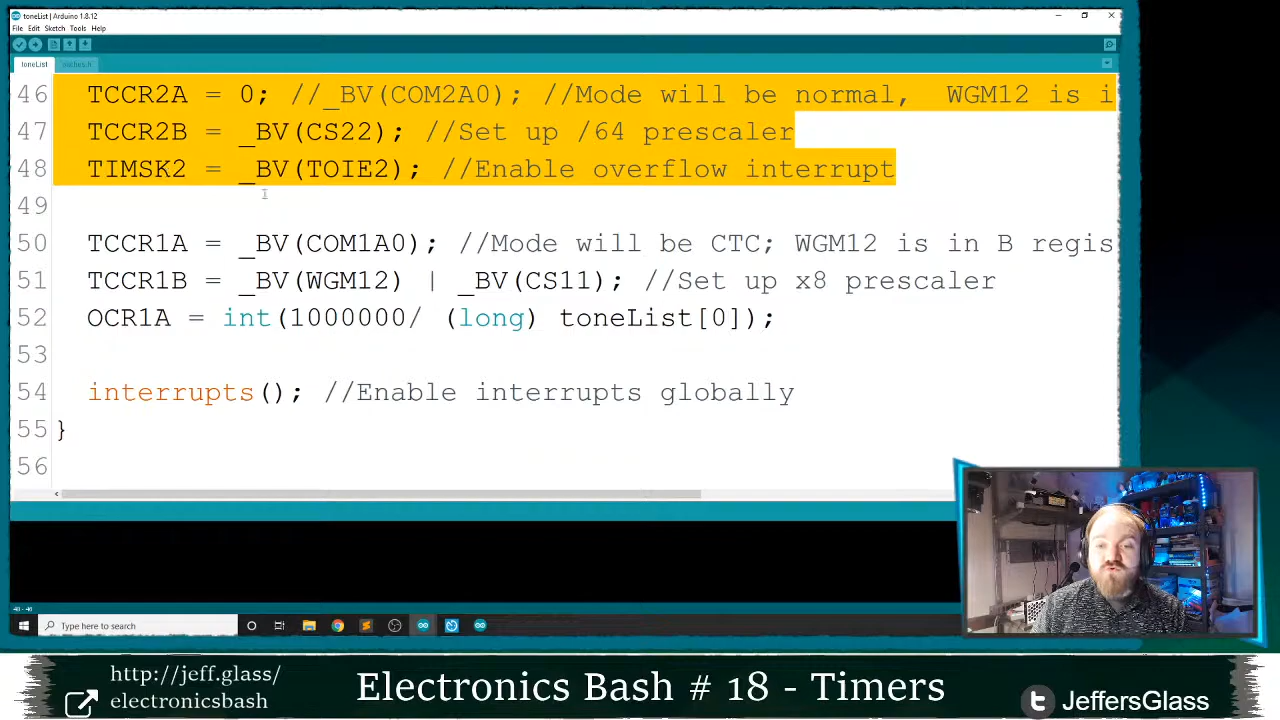 toneList | Arduino 1.8.12
File Edit Sketch Tools Help
toneList
46 TCCR2A = 0; //_BV(COM2A0); //Mode will be normal, WGM12 is i
47 TCCR2B = _BV(CS22); //Set up /64 prescaler
48 TIMSK2 = _BV(TOIE2); //Enable overflow interrupt
49
50 TCCR1A = _BV(COM1A0); //Mode will be CTC; WGM12 is in B regis
51 TCCR1B = _BV(WGM12) | _BV(CS11); //Set up x8 prescaler
52 OCR1A = int(1000000/ (long) toneList[0]);
53
54 interrupts(); //Enable interrupts globally
55 }
56
48 - 46
Type here to search
http://jeff.glass/
electronicsbash
Electronics Bash # 18 - Timers
JeffersGlass